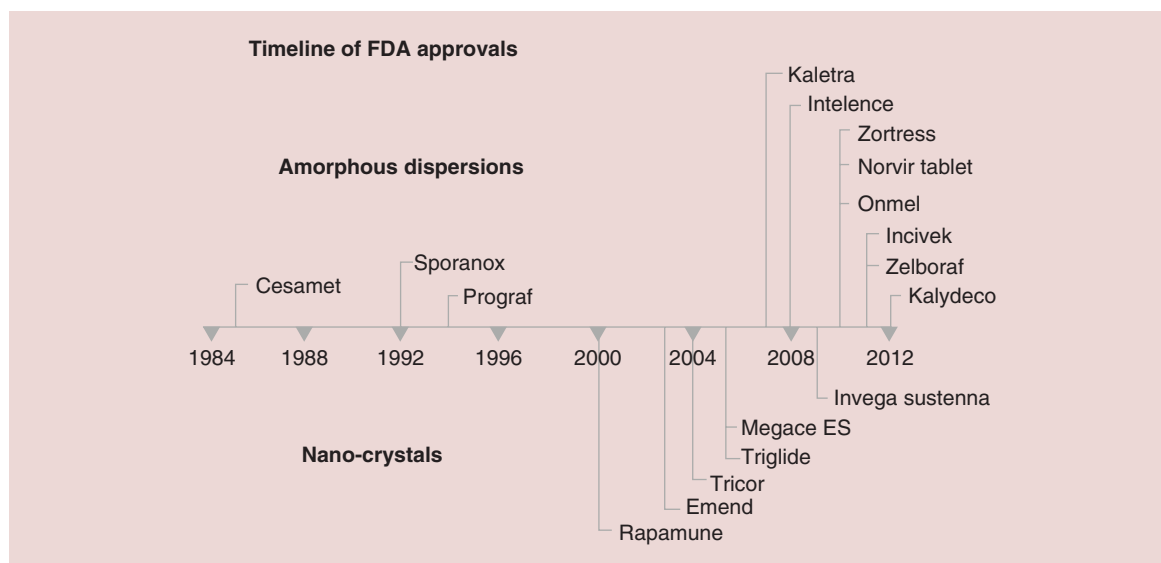 Timeline of FDA approvals
Kaletra
Intelence
Zortress
Amorphous dispersions
Norvir tablet
Onmel
Incivek
Sporanox
Zelboraf
Cesamet
Prograf
Kalydeco
1984 1988 1992 1996 2000 2004 2008 2012
Invega sustenna
Megace ES
Nano-crystals
Triglide
Tricor
Emend
Rapamune